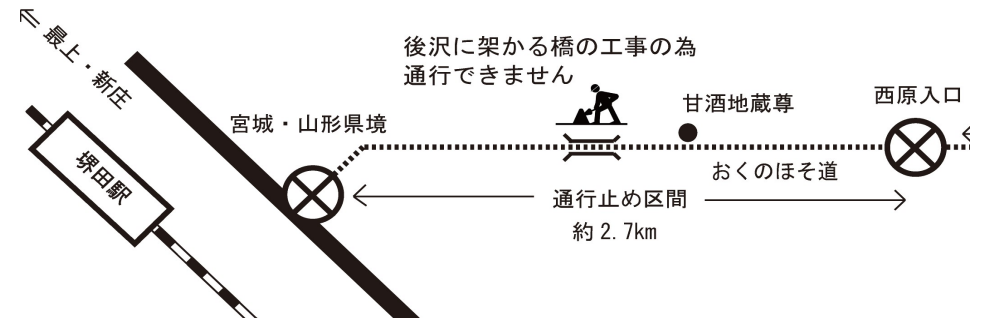 最上・新庄
堺田駅
宮城・山形県境
後沢に架かる橋の工事の為
通行できません
甘酒地蔵尊
西原入口
おくのほそ道
通行止め区間
約2.7km